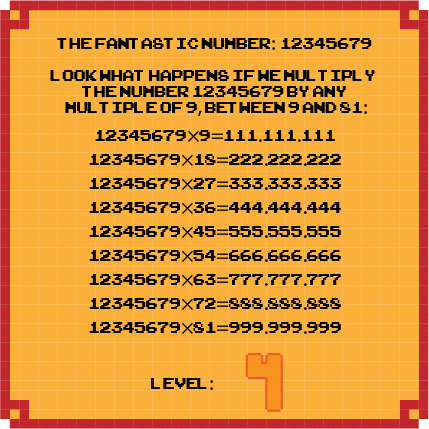 THE FANTASTIC NUMBER: 12345679
LOOK WHAT HAPPENS IF WE MULTIPLY
THE NUMBER 12345679 BY ANY
MULTIPLE OF 9, BETWEEN 9 AND 81:
12345679×9=111.111.111
12345679×18=222.222.222
12345679×27=333.333.333
12345679×36=444.444.444
12345679×45=555.555.555
12345679×54=666.666.666
12345679×63=777.777.777
12345679×72=888.888.888
12345679×81=999.999.999
LEVEL: 4